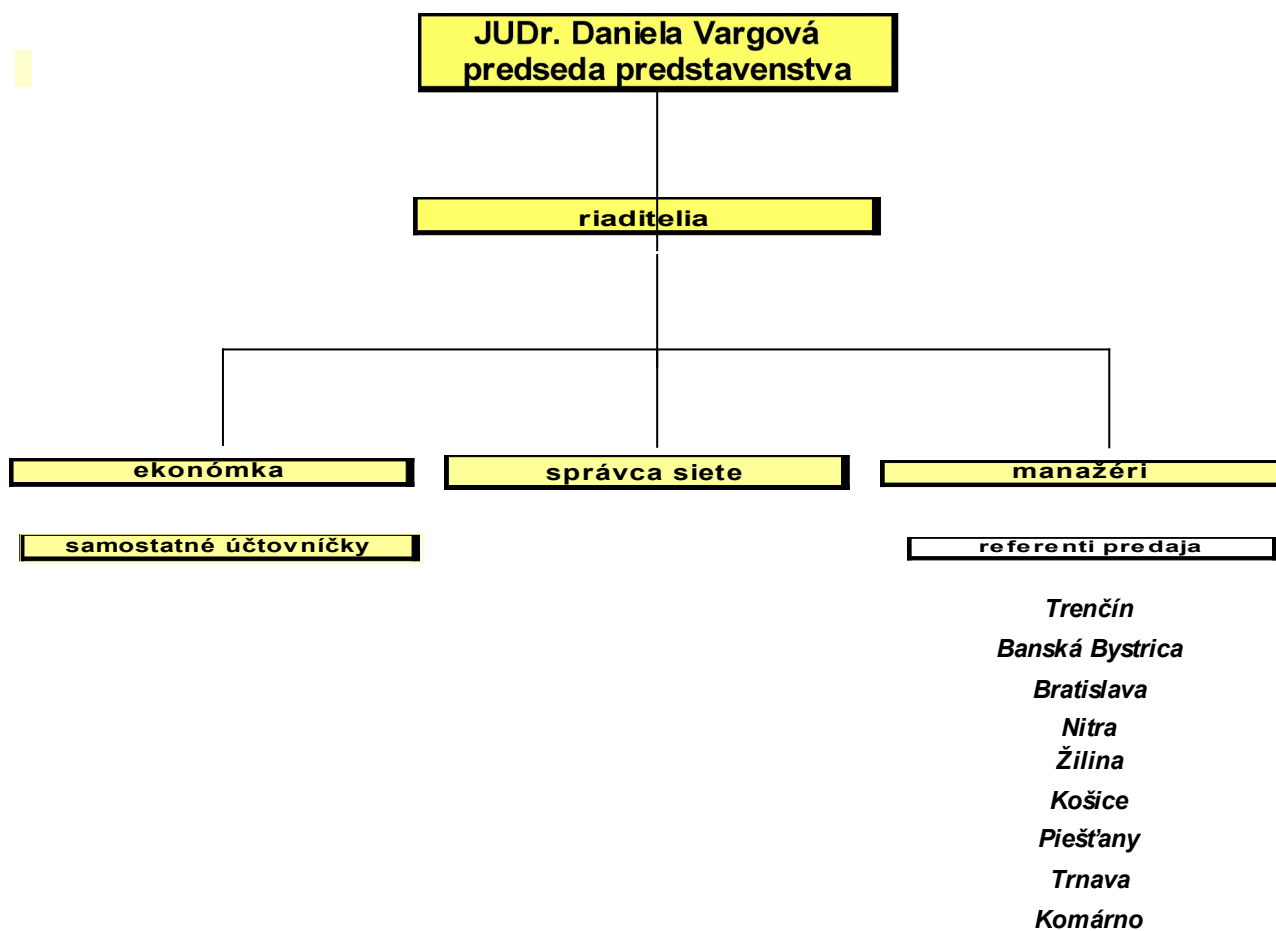 JUDr. Daniela Vargová
predseda predstavenstva
riaditelia
ekonómka
správca siete
manažéri
samostatné účtovníčky
referenti predaja
Trenčín
Banská Bystrica
Bratislava
Nitra
Žilina
Košice
Piešťany
Trnava
Komárno